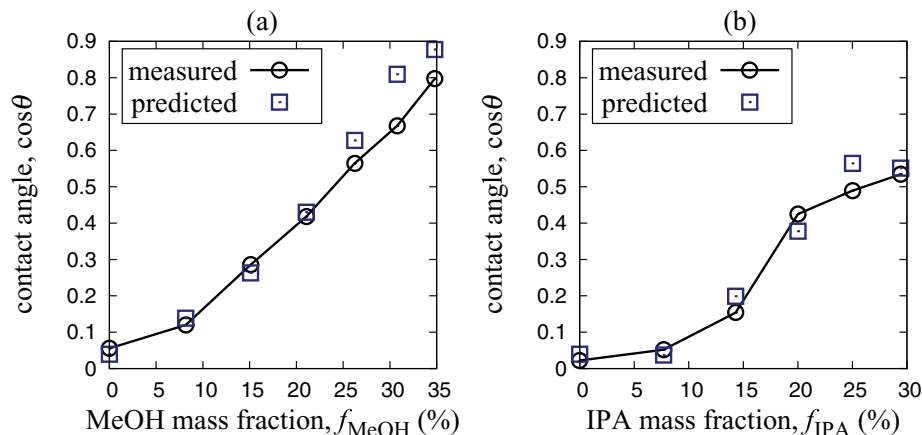 (a)
contact angle, cosθ
0.9
0.8
0.7
0.6
0.5
0.4
0.3
0.2
0.1
0
measured
predicted
0 5 10 15 20 25 30 35
MeOH mass fraction, fMeOH (%)
(b)
contact angle, cosθ
0.9
0.8
0.7
0.6
0.5
0.4
0.3
0.2
0.1
0
measured
predicted
0 5 10 15 20 25 30
IPA mass fraction, fIPA (%)